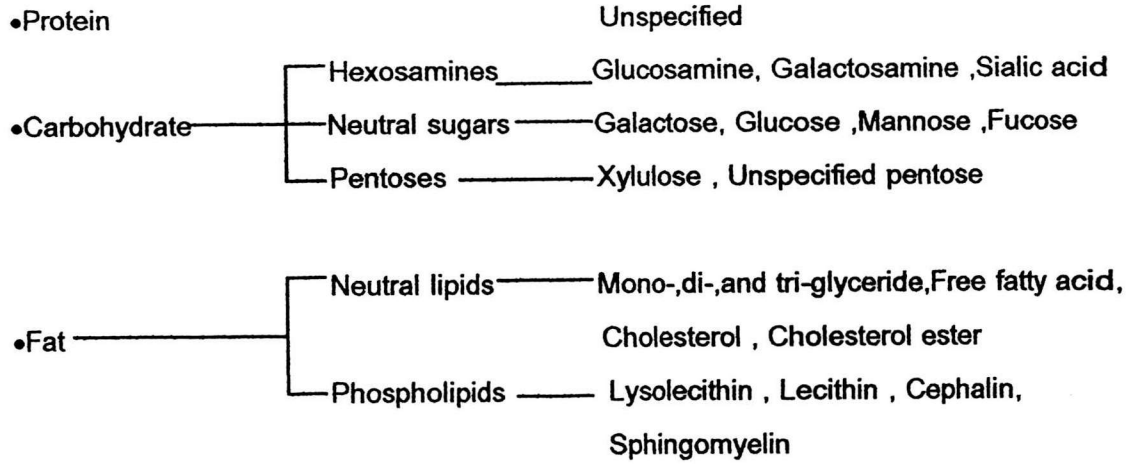 •Protein Unspecified
Hexosamines Glucosamine, Galactosamine ,Sialic acid
•Carbohydrate Neutral sugars Galactose, Glucose ,Mannose ,Fucose
Pentoses Xylulose , Unspecified pentose
Neutral lipids Mono-,di-,and tri-glyceride,Free fatty acid,
Cholesterol , Cholesterol ester
•Fat
Phospholipids Lysolecithin , Lecithin , Cephalin,
Sphingomyelin